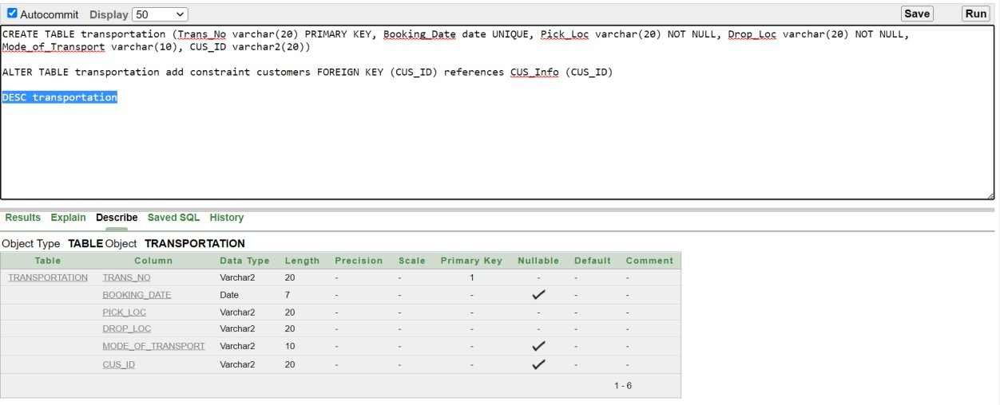 Autocommit Display 50 Save Run
CREATE TABLE transportation (Trans_No varchar(20) PRIMARY KEY, Booking_Date date UNIQUE, Pick_Loc varchar(20) NOT NULL, Drop_Loc varchar(20) NOT NULL,
Mode_of_Transport varchar(10), CUS_ID varchar2(20))
ALTER TABLE transportation add constraint customers FOREIGN KEY (CUS_ID) references CUS_Info (CUS_ID)
DESC transportation
Results Explain Describe Saved SQL History
Object Type TABLE Object TRANSPORTATION
Table Column Data Type Length Precision Scale Primary Key Nullable Default Comment
TRANSPORTATION TRANS_NO Varchar2 20 - - 1 - - -
BOOKING_DATE Date 7 - - - - -
PICK_LOC Varchar2 20 - - - - - -
DROP_LOC Varchar2 20 - - - - - -
MODE_OF_TRANSPORT Varchar2 10 - - - - -
CUS_ID Varchar2 20 - - - - -
1 - 6